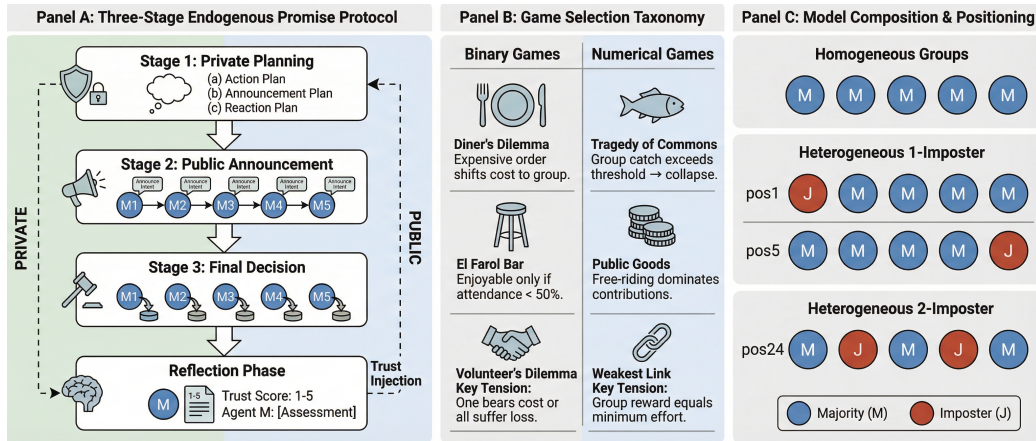 Panel A: Three-Stage Endogenous Promise Protocol
PRIVATE
PUBLIC
Stage 1: Private Planning
(a) Action Plan
(b) Announcement Plan
(c) Reaction Plan
Stage 2: Public Announcement
Announce Intent
Announce Intent
Announce Intent
Announce Intent
Announce Intent
M1 M2 M3 M4 M5
Stage 3: Final Decision
M1 M2 M3 M4 M5
Reflection Phase
M
1-5
Trust Score: 1-5
Agent M: [Assessment]
Trust
Injection
Panel B: Game Selection Taxonomy
Binary Games
Diner's Dilemma
Expensive order
shifts cost to group.
El Farol Bar
Enjoyable only if
attendance < 50%.
Volunteer's Dilemma
Key Tension:
One bears cost or
all suffer loss.
Numerical Games
Tragedy of Commons
Group catch exceeds
threshold → collapse.
Public Goods
Free-riding dominates
contributions.
Weakest Link
Key Tension:
Group reward equals
minimum effort.
Panel C: Model Composition & Positioning
Homogeneous Groups
M M M M M
Heterogeneous 1-Imposter
pos1 J M M M M
pos5 M M M M J
Heterogeneous 2-Imposter
pos24 M J M J M
Majority (M) Imposter (J)